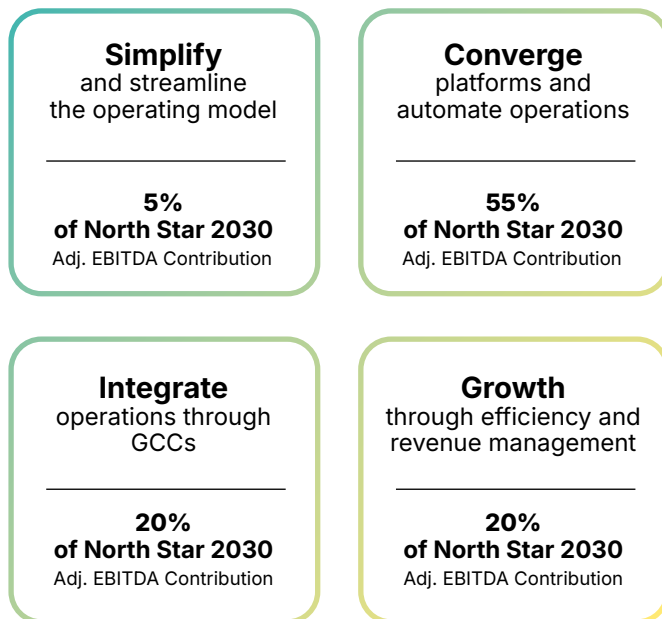 Simplify
and streamline
the operating model
5%
of North Star 2030
Adj. EBITDA Contribution
Converge
platforms and
automate operations
55%
of North Star 2030
Adj. EBITDA Contribution
Integrate
operations through
GCCs
20%
of North Star 2030
Adj. EBITDA Contribution
Growth
through efficiency and
revenue management
20%
of North Star 2030
Adj. EBITDA Contribution